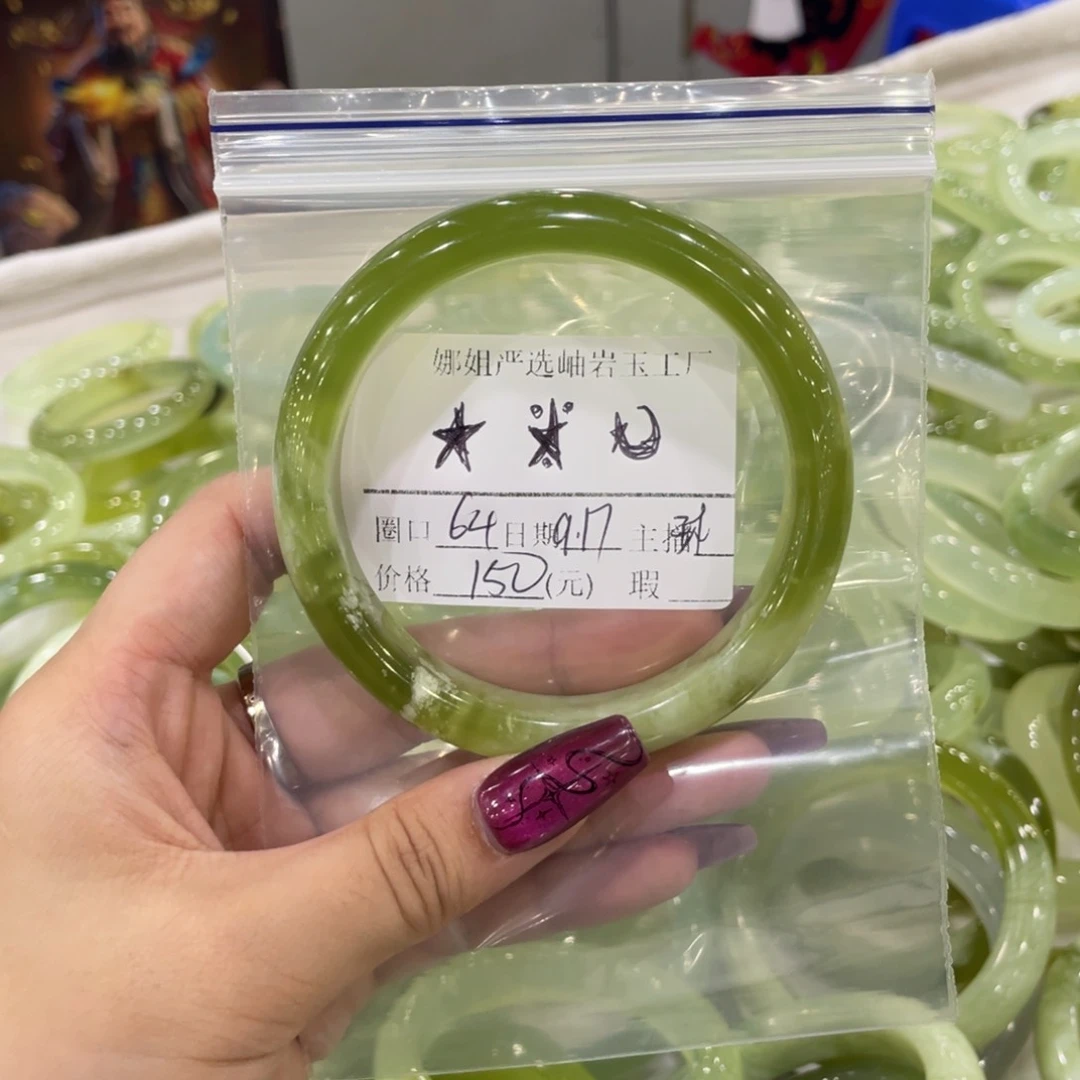 娜姐严选岫岩玉工厂
圈口 64 日期 9.17 主播
价格 150 (元) 瑕